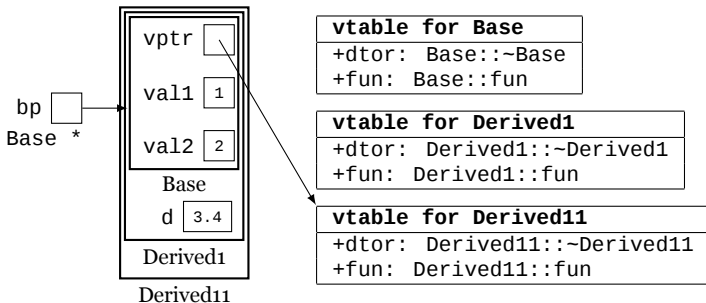 vptr
val1 1
val2 2
Base
d 3.4
Derived1
Derived11
bp
Base *
vtable for Base
+dtor: Base::~Base
+fun: Base::fun
vtable for Derived1
+dtor: Derived1::~Derived1
+fun: Derived1::fun
vtable for Derived11
+dtor: Derived11::~Derived11
+fun: Derived11::fun